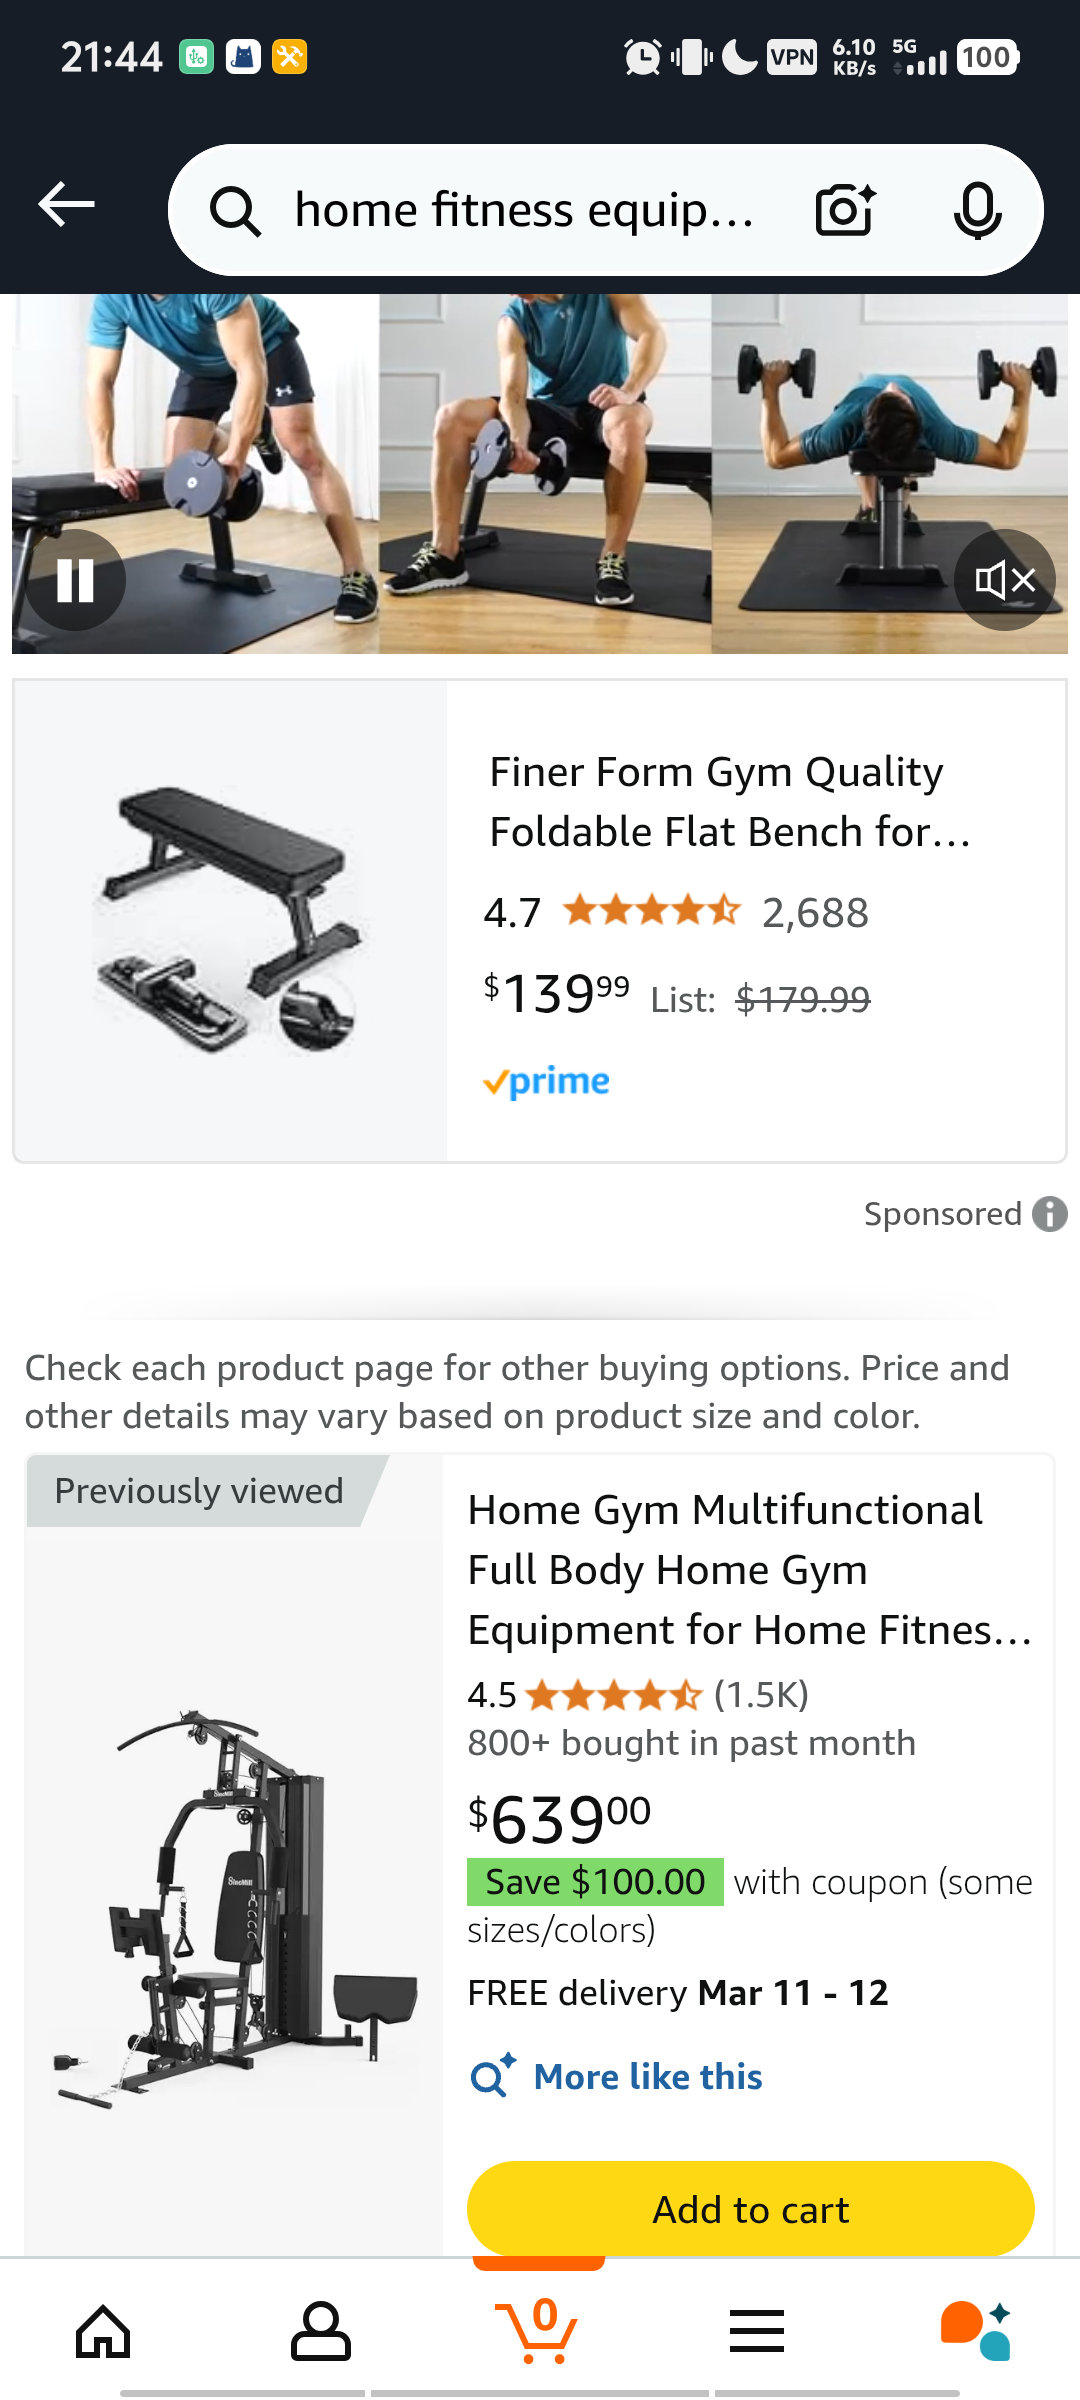 21:44
VPN
6.10
KB/s
5G
100
home fitness equip...
Finer Form Gym Quality
Foldable Flat Bench for...
4.7 2,688
$139.99 List: $179.99
prime
Sponsored
Check each product page for other buying options. Price and
other details may vary based on product size and color.
Previously viewed
Home Gym Multifunctional
Full Body Home Gym
Equipment for Home Fitnes...
4.5 (1.5K)
800+ bought in past month
$639.00
Save $100.00 with coupon (some
sizes/colors)
FREE delivery Mar 11 - 12
More like this
Add to cart
0